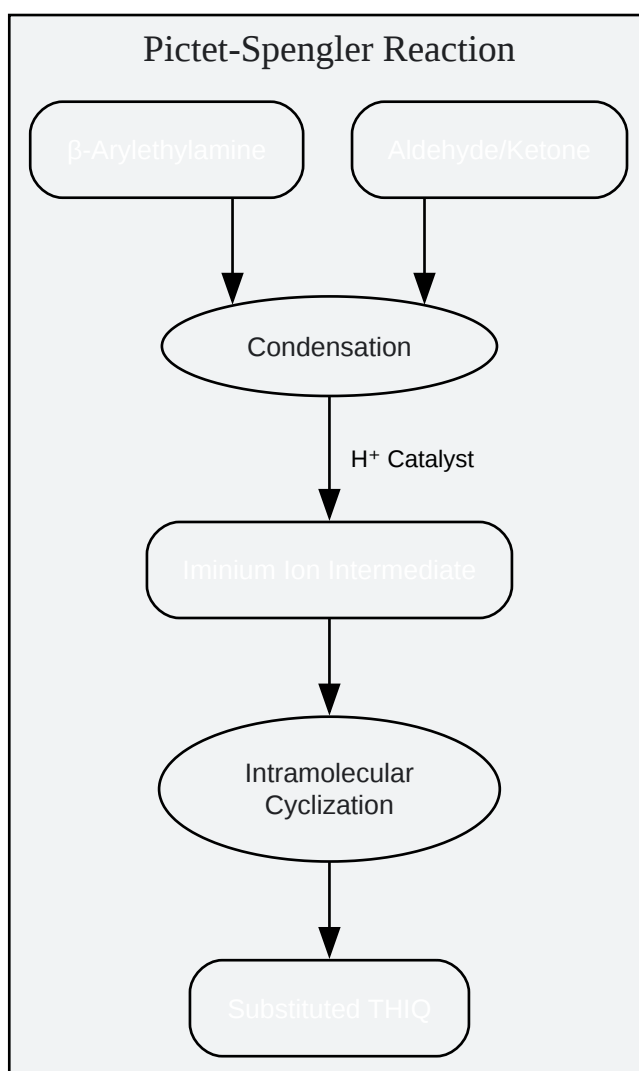 Pictet-Spengler Reaction
β-Arylethylamine
Aldehyde/Ketone
Condensation
H⁺ Catalyst
Iminium Ion Intermediate
Intramolecular
Cyclization
Substituted THIQ